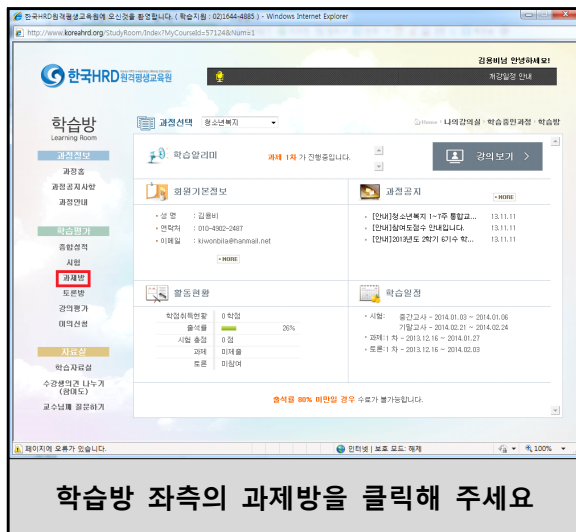 한국HRD원격평생교육원에 오신것을 환영합니다. ( 학습지원 : 02)1644-4885 ) - Windows Internet Explorer
http://www.koreahrd.org/StudyRoom/Index?MyCourseId=57124&Num=1
김용비님 안녕하세요!
한국HRD원격평생교육원
개강일정 안내
학습방
Learning Room
과정선택 청소년복지
Home > 나의강의실 > 학습중인과정 > 학습방
과정정보
과정홈
과정공지사항
과정안내
학습평가
종합성적
시험
과제방
토론방
강의평가
이의신청
자료실
학습자료실
수강생의견 나누기
(참여도)
교수님께 질문하기
학습알리미
과제 1차 가 진행중입니다.
강의보기 >
회원기본정보
• 성 명 : 김용비
• 연락처 : 010-4902-2487
• 이메일 : kiwonbila@hanmail.net
• MORE
과정공지
• MORE
• [안내]청소년복지 1~7주 통합교... 13.11.11
• [안내]참여도점수 안내입니다. 13.11.11
• [안내]2013년도 2학기 6기수 학... 13.11.11
활동현황
학점취득현황 0 학점
출석률 26%
시험 총점 0 점
과제 미제출
토론 미참여
학습일정
• 시험: 중간고사 - 2014.01.03 ~ 2014.01.06
기말고사 - 2014.02.21 ~ 2014.02.24
• 과제:1 차 - 2013.12.16 ~ 2014.01.27
• 토론:1 차 - 2013.12.16 ~ 2014.02.03
출석률 80% 미만일 경우 수료가 불가능합니다.
페이지에 오류가 있습니다.
인터넷 | 보호 모드: 해제
100%
학습방 좌측의 과제방을 클릭해 주세요